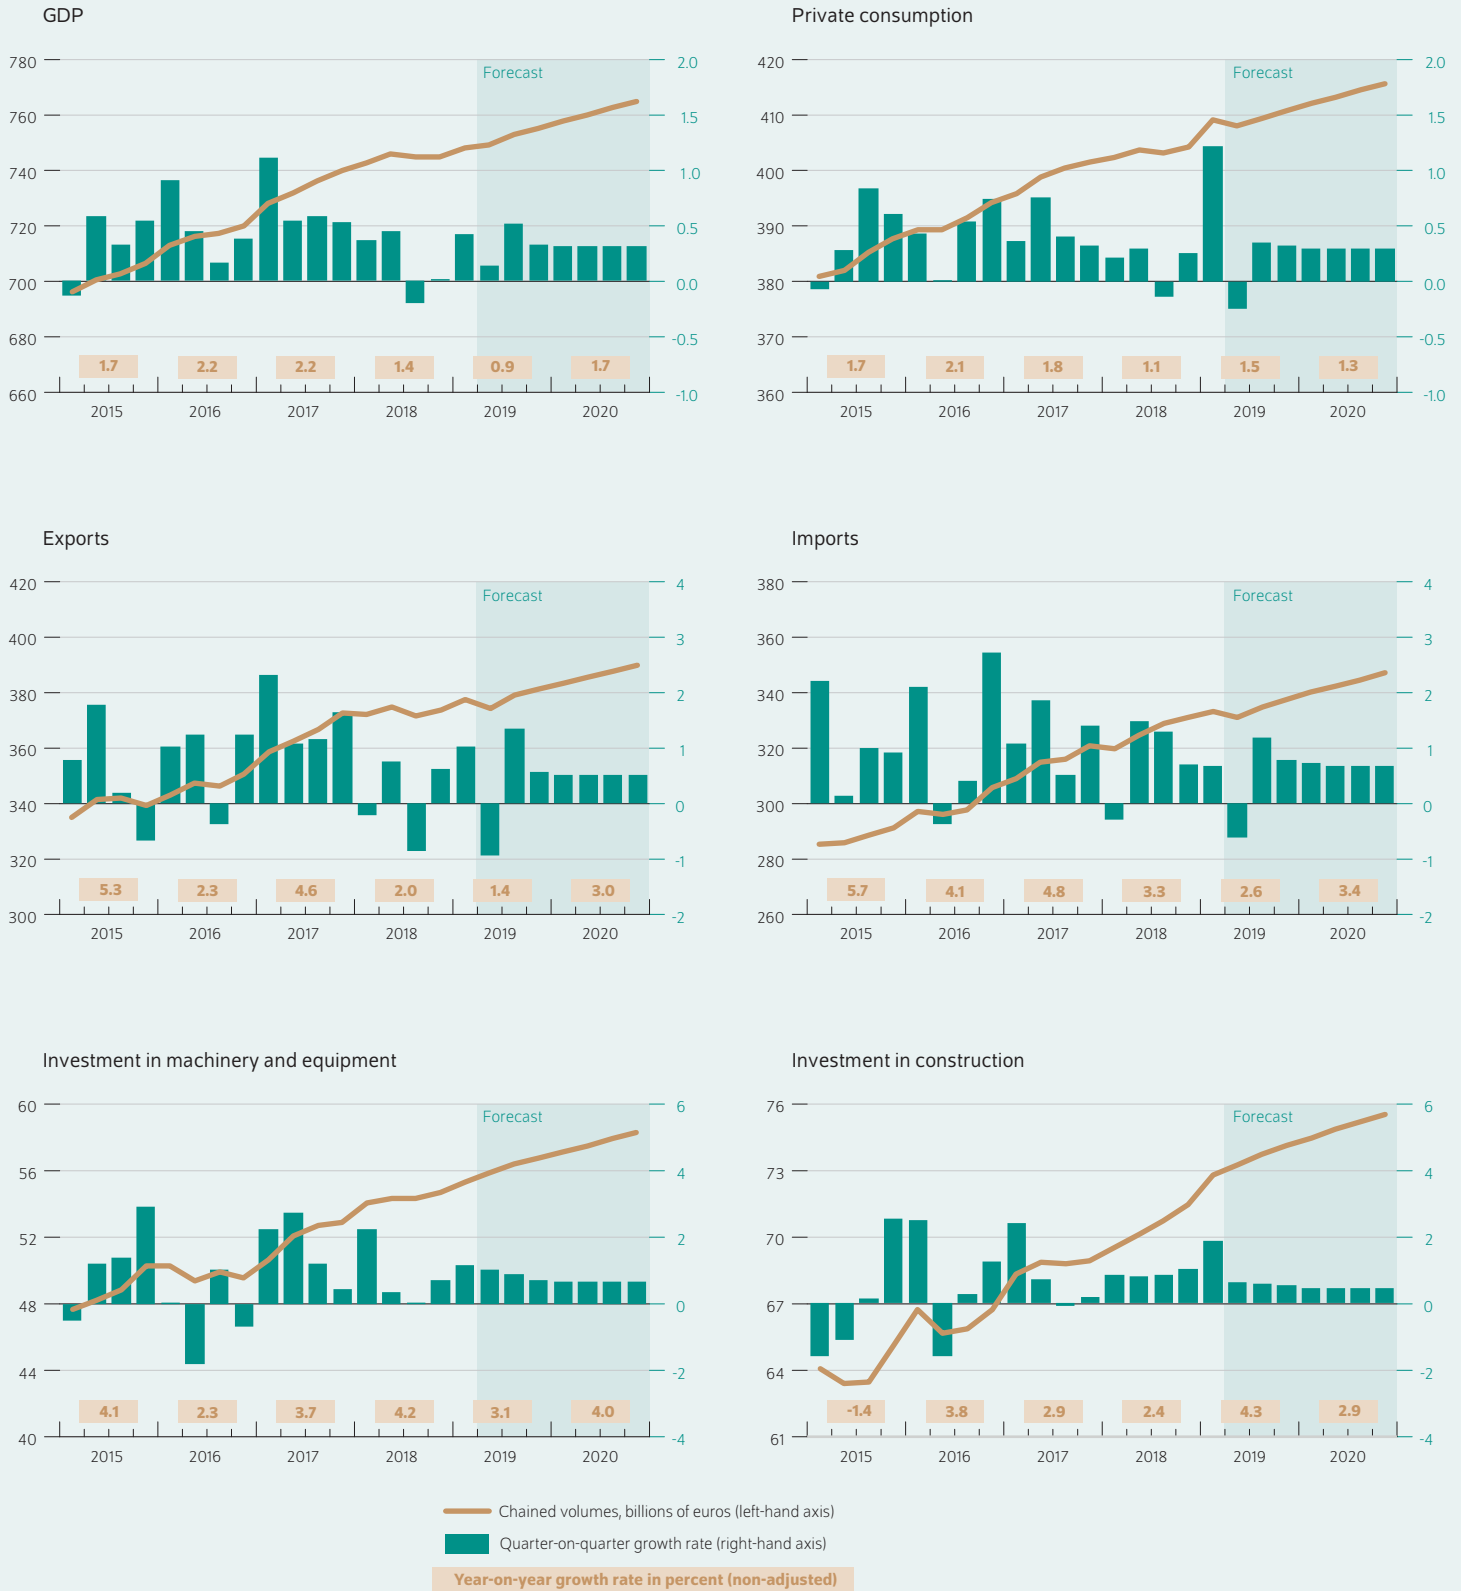 GDP
780
760
740
720
700
680
660
2.0
1.5
1.0
0.5
0.0
-0.5
-1.0
Forecast
1.7 2.2 2.2 1.4 0.9 1.7
2015 2016 2017 2018 2019 2020
Private consumption
420
410
400
390
380
370
360
2.0
1.5
1.0
0.5
0.0
-0.5
-1.0
Forecast
1.7 2.1 1.8 1.1 1.5 1.3
2015 2016 2017 2018 2019 2020
Exports
420
400
380
360
340
320
300
4
3
2
1
0
-1
-2
Forecast
5.3 2.3 4.6 2.0 1.4 3.0
2015 2016 2017 2018 2019 2020
Imports
380
360
340
320
300
280
260
4
3
2
1
0
-1
-2
Forecast
5.7 4.1 4.8 3.3 2.6 3.4
2015 2016 2017 2018 2019 2020
Investment in machinery and equipment
60
56
52
48
44
40
6
4
2
0
-2
-4
Forecast
4.1 2.3 3.7 4.2 3.1 4.0
2015 2016 2017 2018 2019 2020
Investment in construction
76
73
70
67
64
61
6
4
2
0
-2
-4
Forecast
-1.4 3.8 2.9 2.4 4.3 2.9
2015 2016 2017 2018 2019 2020
Chained volumes, billions of euros (left-hand axis)
Quarter-on-quarter growth rate (right-hand axis)
Year-on-year growth rate in percent (non-adjusted)